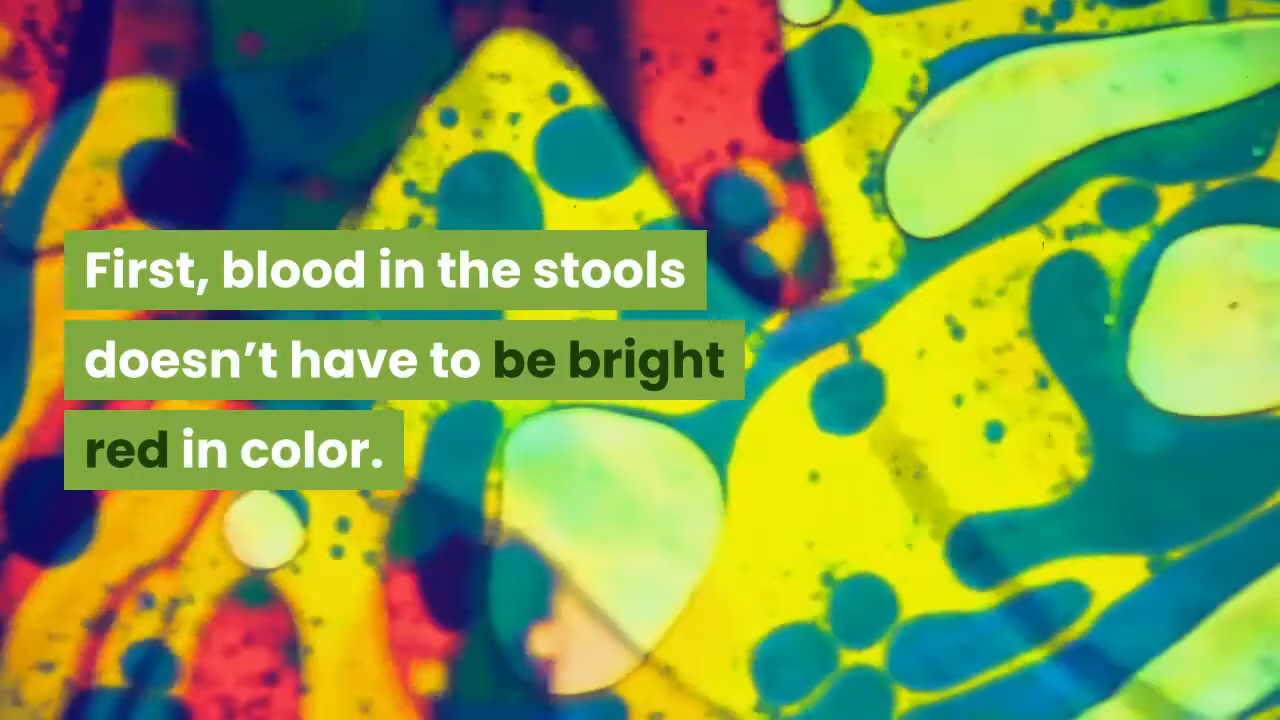 First, blood in the stools
doesn’t have to be bright
red in color.